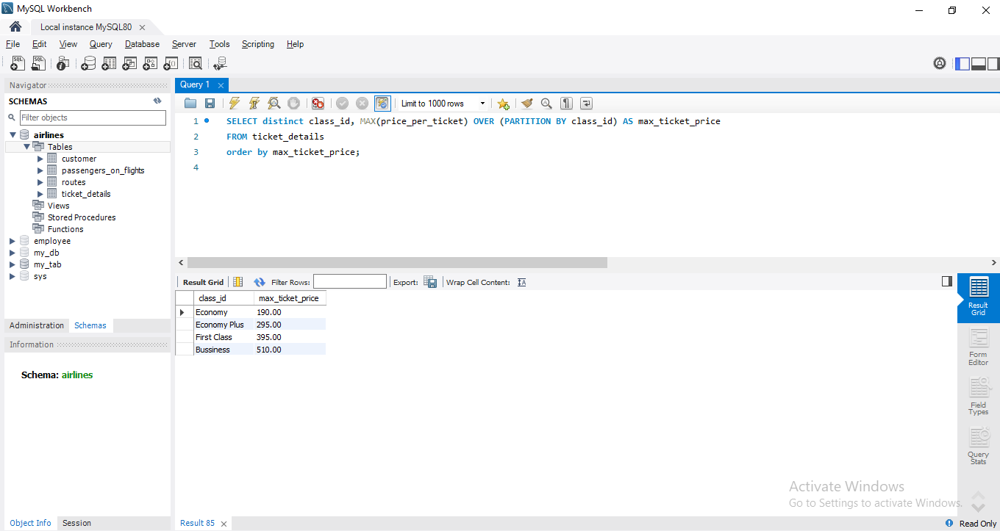 MySQL Workbench
Local instance MySQL80
File Edit View Query Database Server Tools Scripting Help
Navigator
SCHEMAS
Filter objects
airlines
Tables
customer
passengers_on_flights
routes
ticket_details
Views
Stored Procedures
Functions
employee
my_db
my_tab
sys
Administration Schemas
Information
Schema: airlines
Object Info Session
Query 1
Limit to 1000 rows
1 SELECT distinct class_id, MAX(price_per_ticket) OVER (PARTITION BY class_id) AS max_ticket_price
2 FROM ticket_details
3 order by max_ticket_price;
4
Result Grid Filter Rows: Export: Wrap Cell Content:
class_id max_ticket_price
Economy 190.00
Economy Plus 295.00
First Class 395.00
Bussiness 510.00
Result
Grid
Form
Editor
Field
Types
Query
Stats
Activate Windows
Go to Settings to activate Windows.
Result 85
Read Only